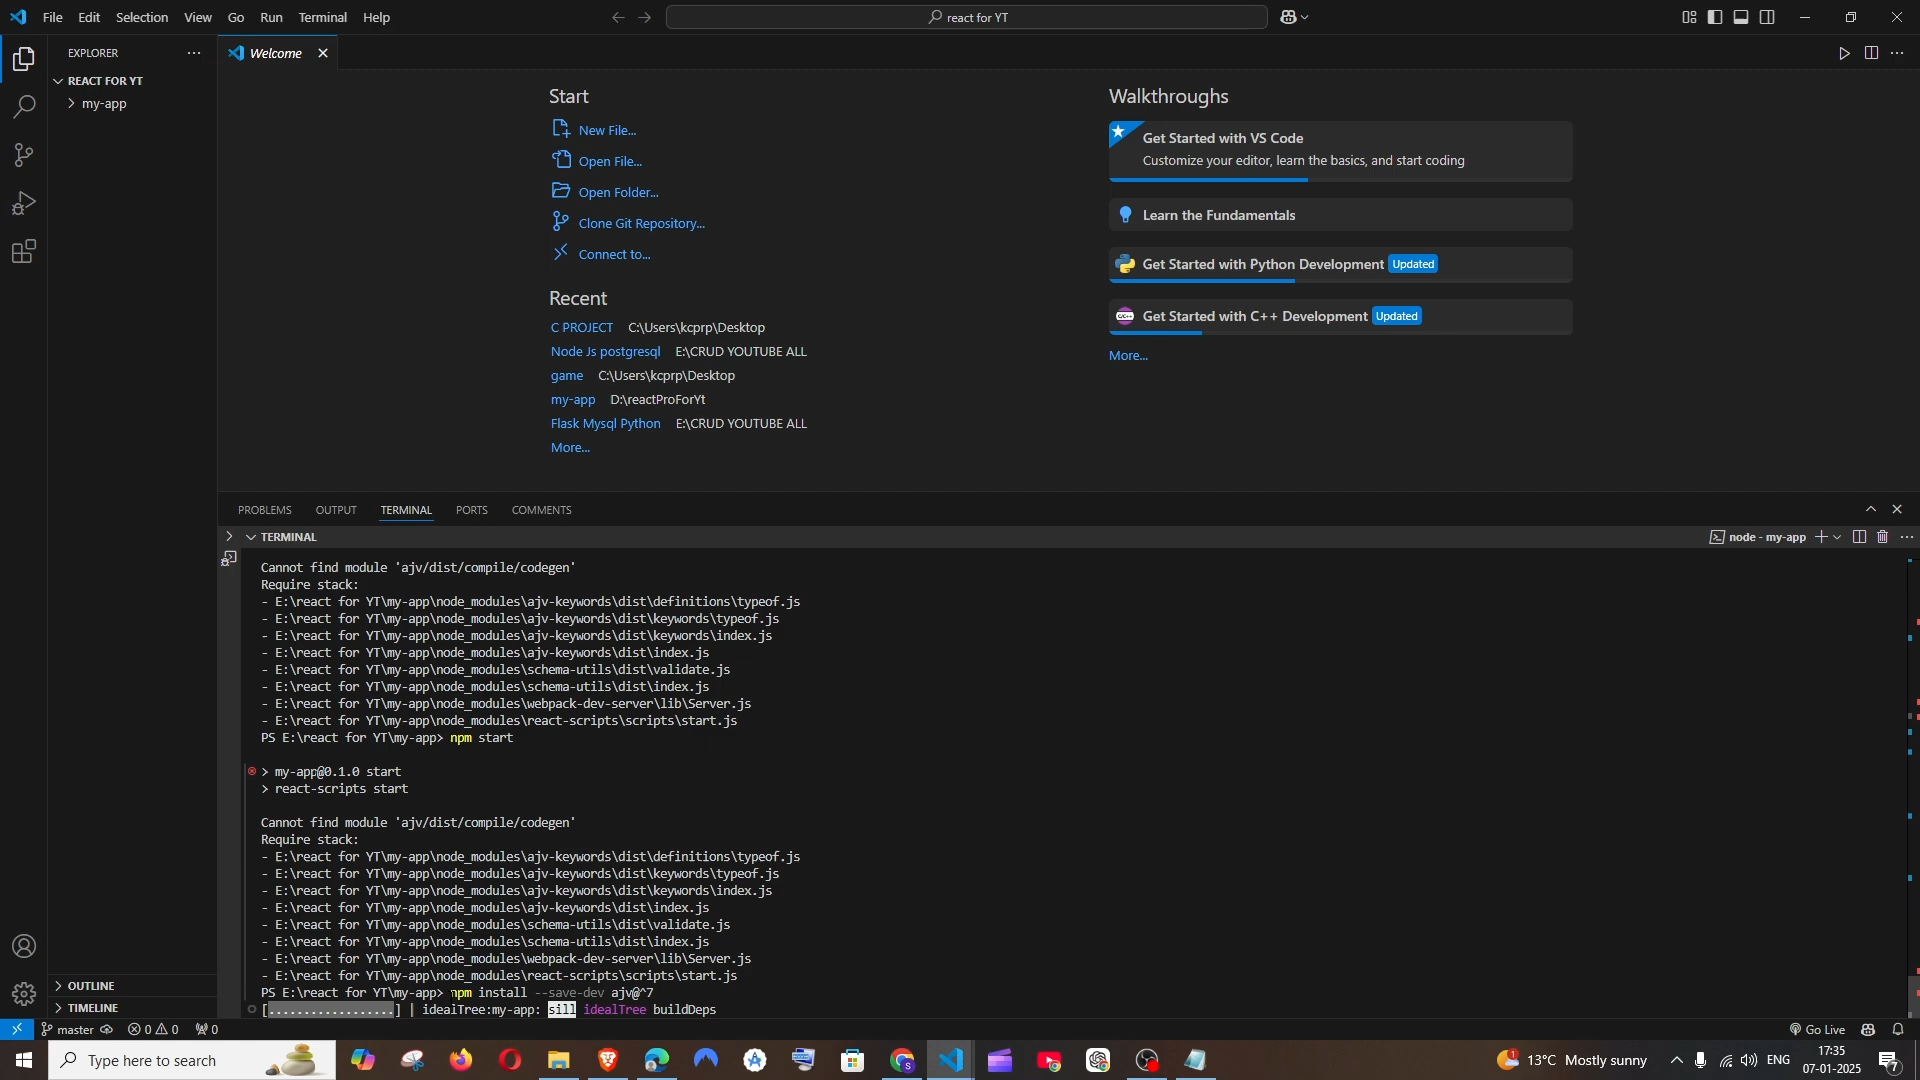 File Edit Selection View Go Run Terminal Help
react for YT
EXPLORER
REACT FOR YT
my-app
OUTLINE
TIMELINE
Welcome
Start
New File...
Open File...
Open Folder...
Clone Git Repository...
Connect to...
Recent
C PROJECT C:\Users\kcprp\Desktop
Node Js postgresql E:\CRUD YOUTUBE ALL
game C:\Users\kcprp\Desktop
my-app D:\reactProForYt
Flask Mysql Python E:\CRUD YOUTUBE ALL
More...
Walkthroughs
Get Started with VS Code
Customize your editor, learn the basics, and start coding
Learn the Fundamentals
Get Started with Python Development Updated
Get Started with C++ Development Updated
More...
PROBLEMS OUTPUT TERMINAL PORTS COMMENTS
TERMINAL
node - my-app
Cannot find module 'ajv/dist/compile/codegen'
Require stack:
- E:\react for YT\my-app\node_modules\ajv-keywords\dist\definitions\typeof.js
- E:\react for YT\my-app\node_modules\ajv-keywords\dist\keywords\typeof.js
- E:\react for YT\my-app\node_modules\ajv-keywords\dist\keywords\index.js
- E:\react for YT\my-app\node_modules\ajv-keywords\dist\index.js
- E:\react for YT\my-app\node_modules\schema-utils\dist\validate.js
- E:\react for YT\my-app\node_modules\schema-utils\dist\index.js
- E:\react for YT\my-app\node_modules\webpack-dev-server\lib\Server.js
- E:\react for YT\my-app\node_modules\react-scripts\scripts\start.js
PS E:\react for YT\my-app> npm start
> my-app@0.1.0 start
> react-scripts start
Cannot find module 'ajv/dist/compile/codegen'
Require stack:
- E:\react for YT\my-app\node_modules\ajv-keywords\dist\definitions\typeof.js
- E:\react for YT\my-app\node_modules\ajv-keywords\dist\keywords\typeof.js
- E:\react for YT\my-app\node_modules\ajv-keywords\dist\keywords\index.js
- E:\react for YT\my-app\node_modules\ajv-keywords\dist\index.js
- E:\react for YT\my-app\node_modules\schema-utils\dist\validate.js
- E:\react for YT\my-app\node_modules\schema-utils\dist\index.js
- E:\react for YT\my-app\node_modules\webpack-dev-server\lib\Server.js
- E:\react for YT\my-app\node_modules\react-scripts\scripts\start.js
PS E:\react for YT\my-app> npm install --save-dev ajv@^7
[..................] | idealTree:my-app: sill idealTree buildDeps
master 0 0 0 Go Live
Type here to search
13°C Mostly sunny
ENG
17:35
07-01-2025
7